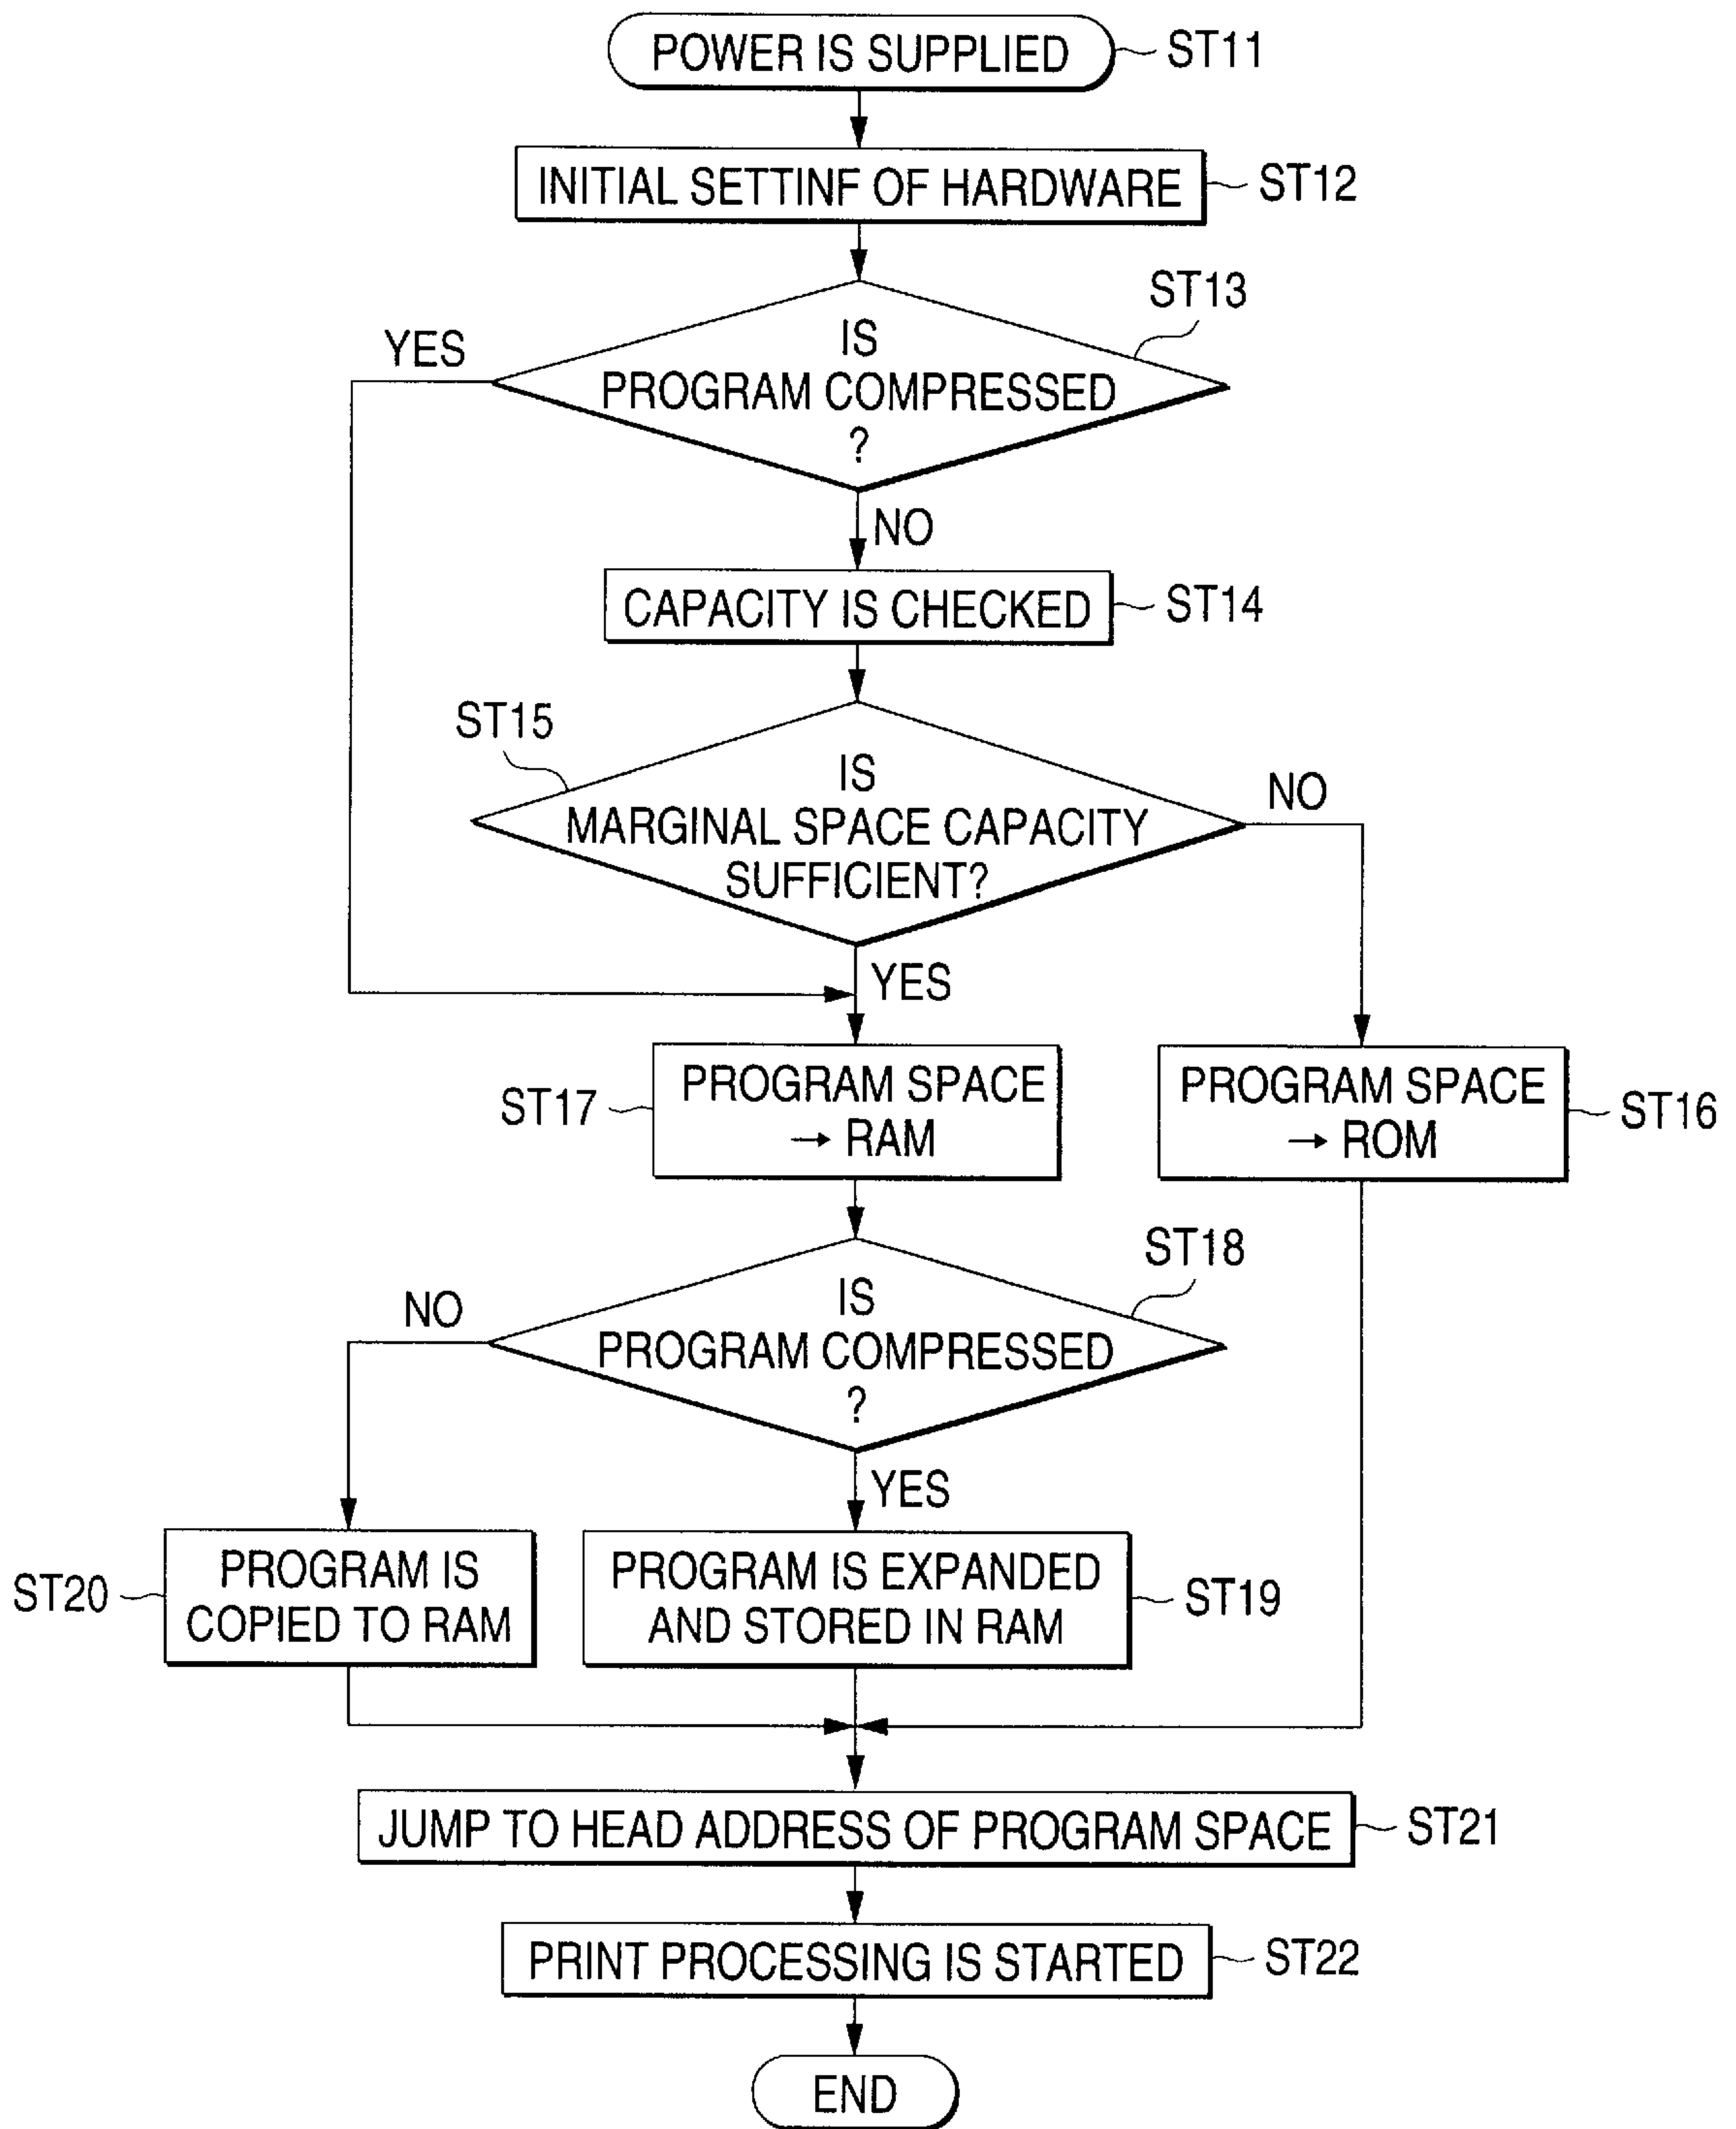 POWER IS SUPPLIED
ST11
INITIAL SETTINF OF HARDWARE
ST12
ST13
IS
PROGRAM COMPRESSED
?
YES
NO
CAPACITY IS CHECKED
ST14
ST15
IS
MARGINAL SPACE CAPACITY
SUFFICIENT?
NO
YES
ST17
PROGRAM SPACE
→ RAM
PROGRAM SPACE
→ ROM
ST16
ST18
IS
PROGRAM COMPRESSED
?
NO
YES
ST20
PROGRAM IS
COPIED TO RAM
PROGRAM IS EXPANDED
AND STORED IN RAM
ST19
JUMP TO HEAD ADDRESS OF PROGRAM SPACE
ST21
PRINT PROCESSING IS STARTED
ST22
END